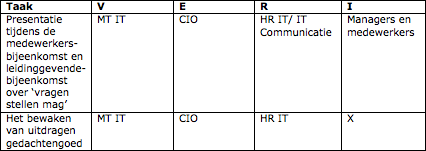 Taak V E R I
Presentatie MT IT CIO HR IT/ IT Managers en
tijdens de Communicatie medewerkers
medewerkers-
bijeenkomst en
leidinggevende-
bijeenkomst
over ‘vragen
stellen mag’
Het bewaken MT IT CIO HR IT X
van uitdragen
gedachtengoed